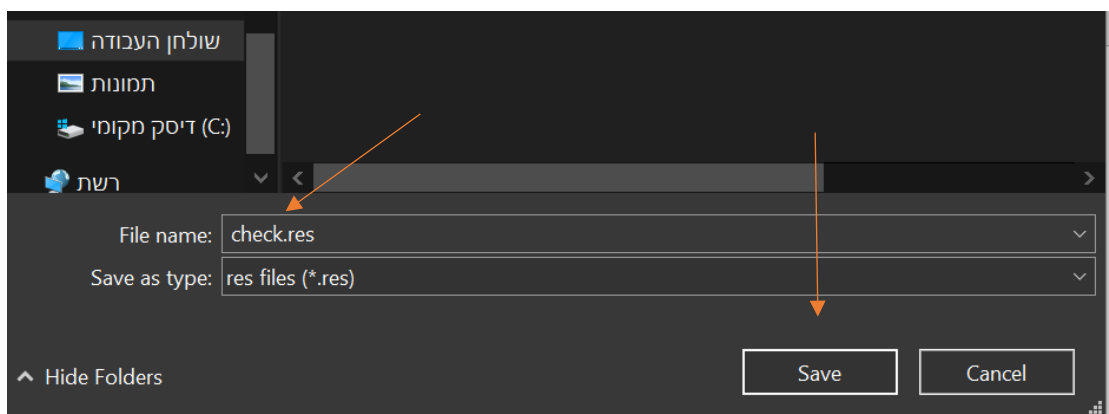 שולחן העבודה
תמונות
דיסק מקומי (C:)
רשת
File name: check.res
Save as type: res files (*.res)
Hide Folders
Save
Cancel